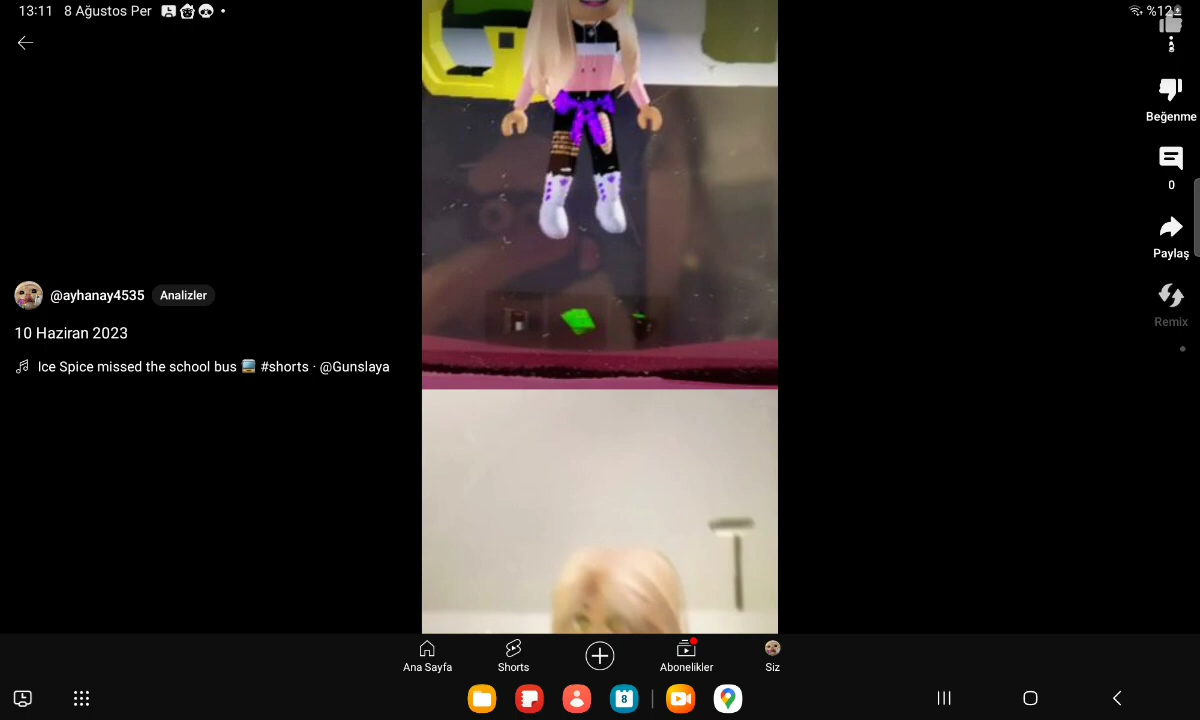 13:11 8 Ağustos Per
%12
Beğenme
0
Paylaş
Remix
@ayhanay4535 Analizler
10 Haziran 2023
Ice Spice missed the school bus #shorts · @Gunslaya
Ana Sayfa Shorts Abonelikler Siz
8